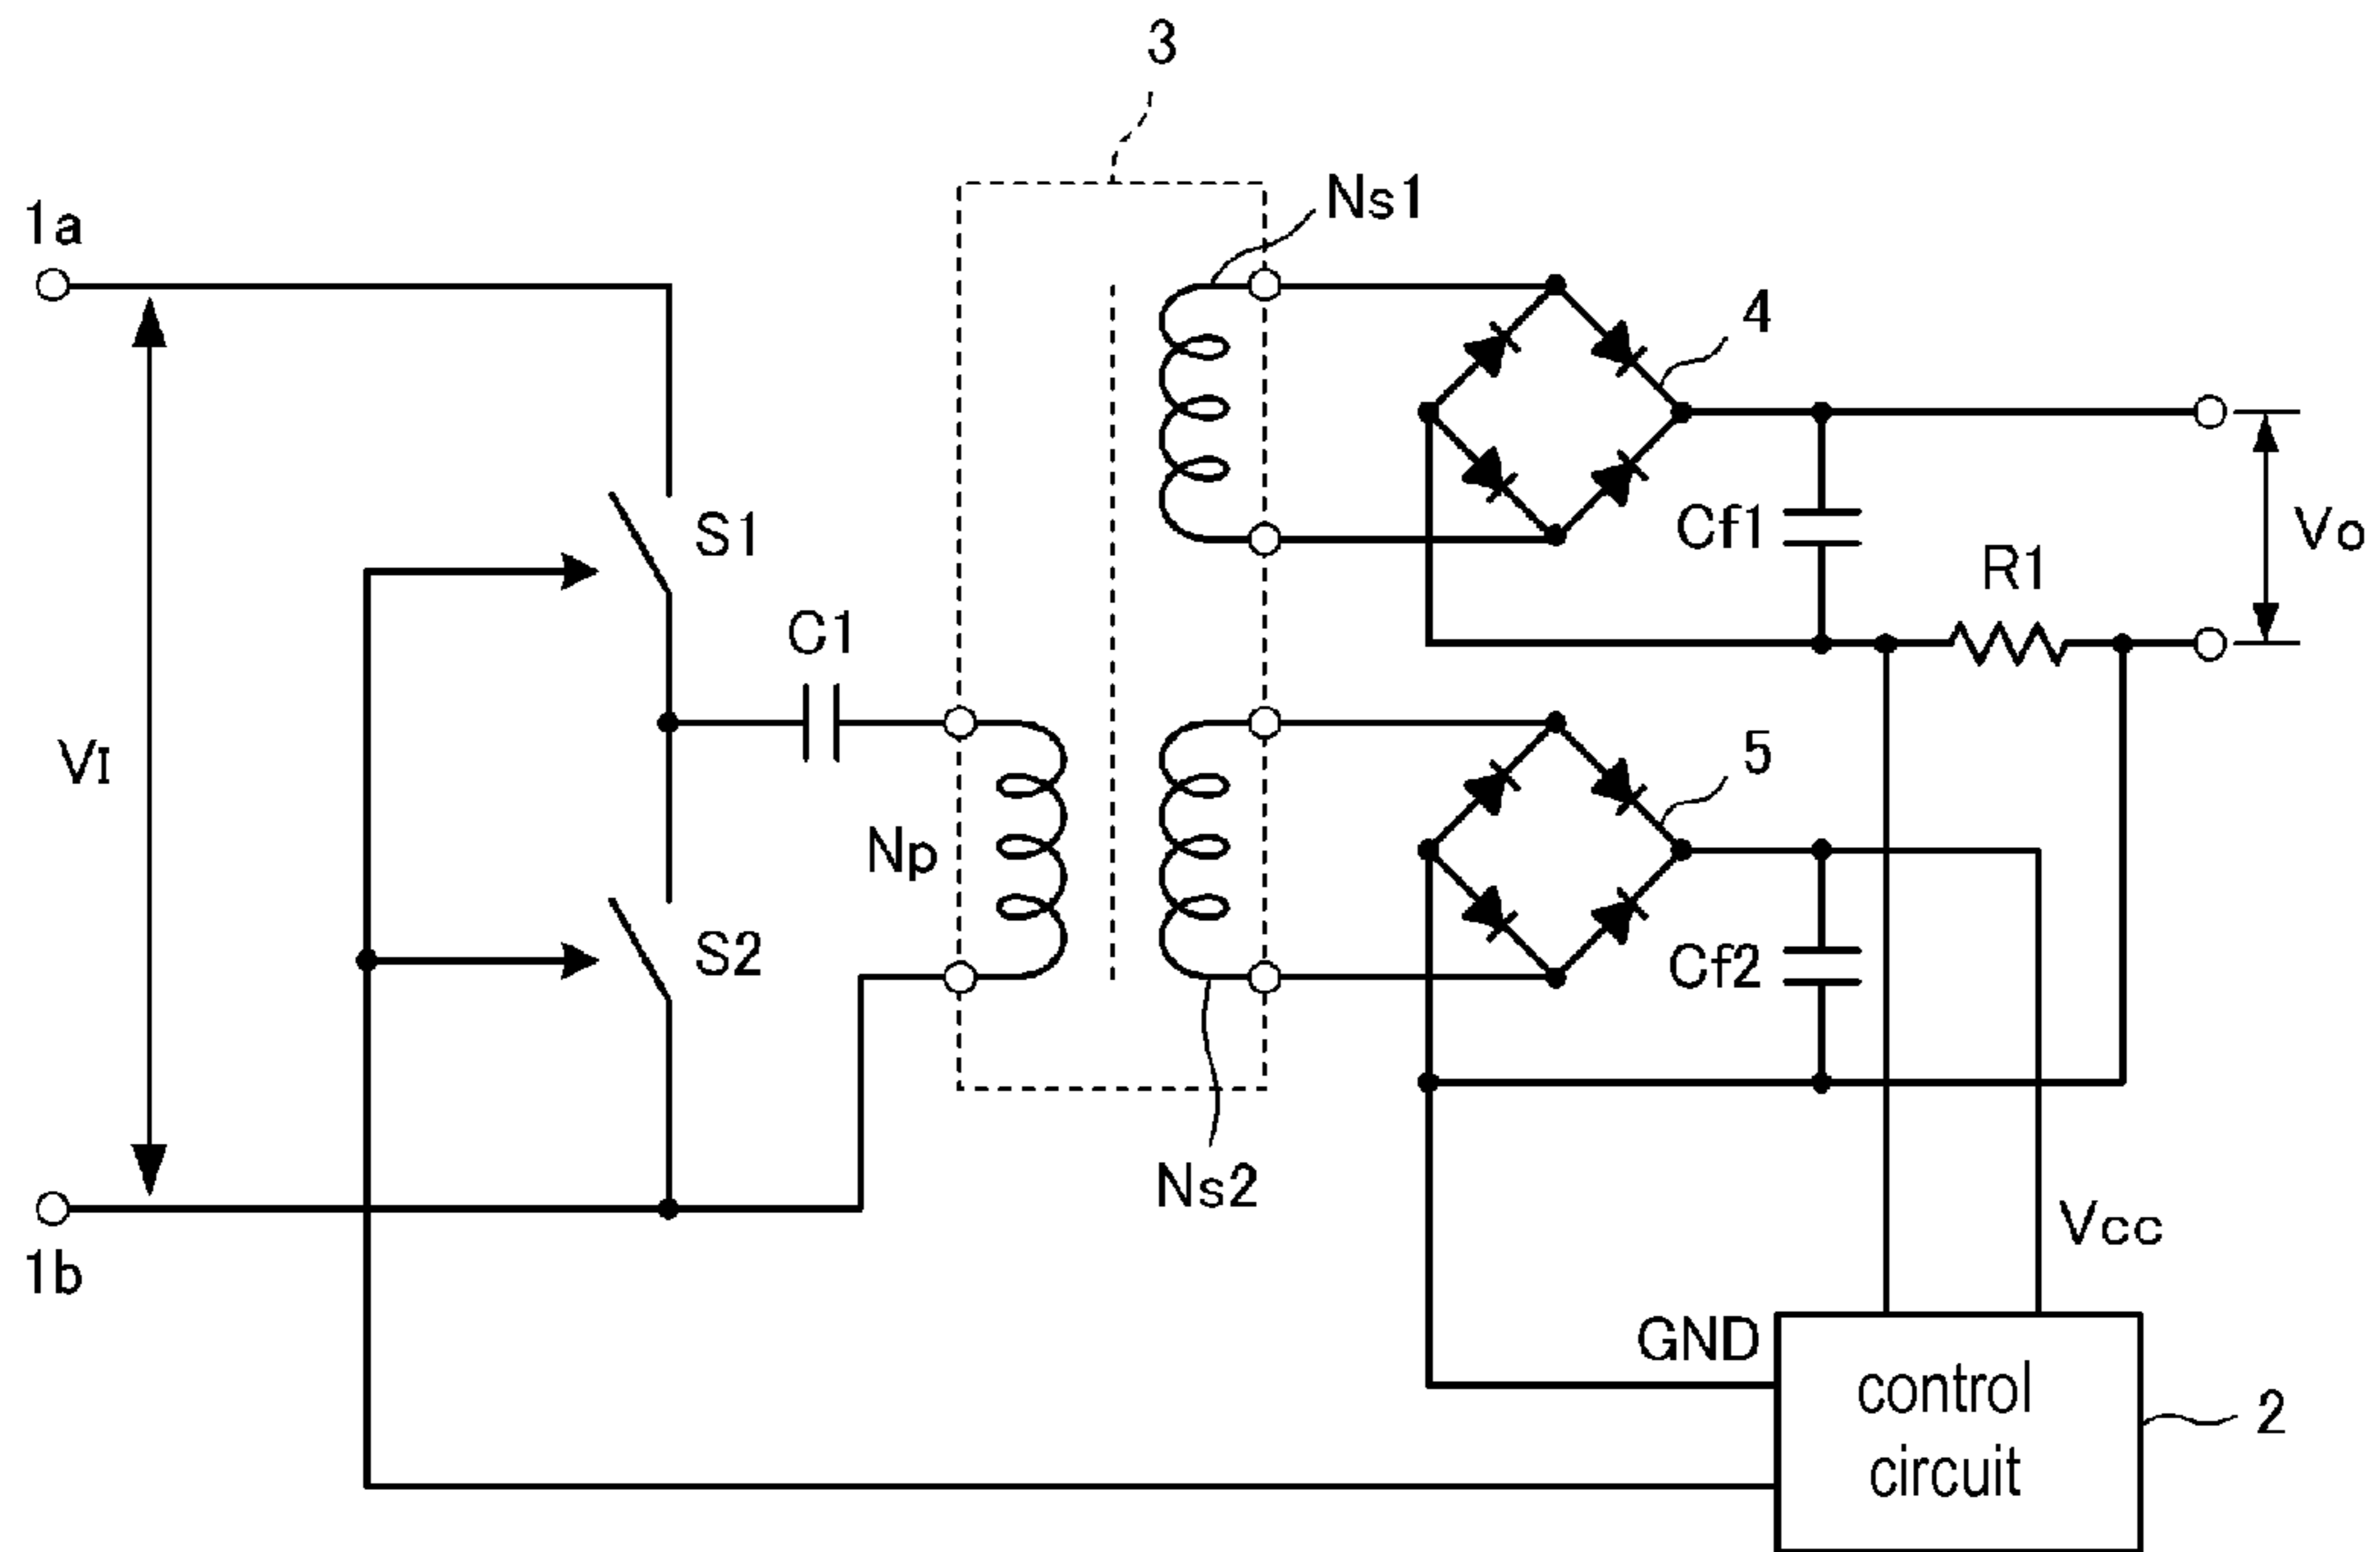 3
Ns1
1a
4
S1
Cf1
Vo
R1
C1
VI
5
Np
S2
Cf2
Ns2
Vcc
1b
GND
control
circuit
2